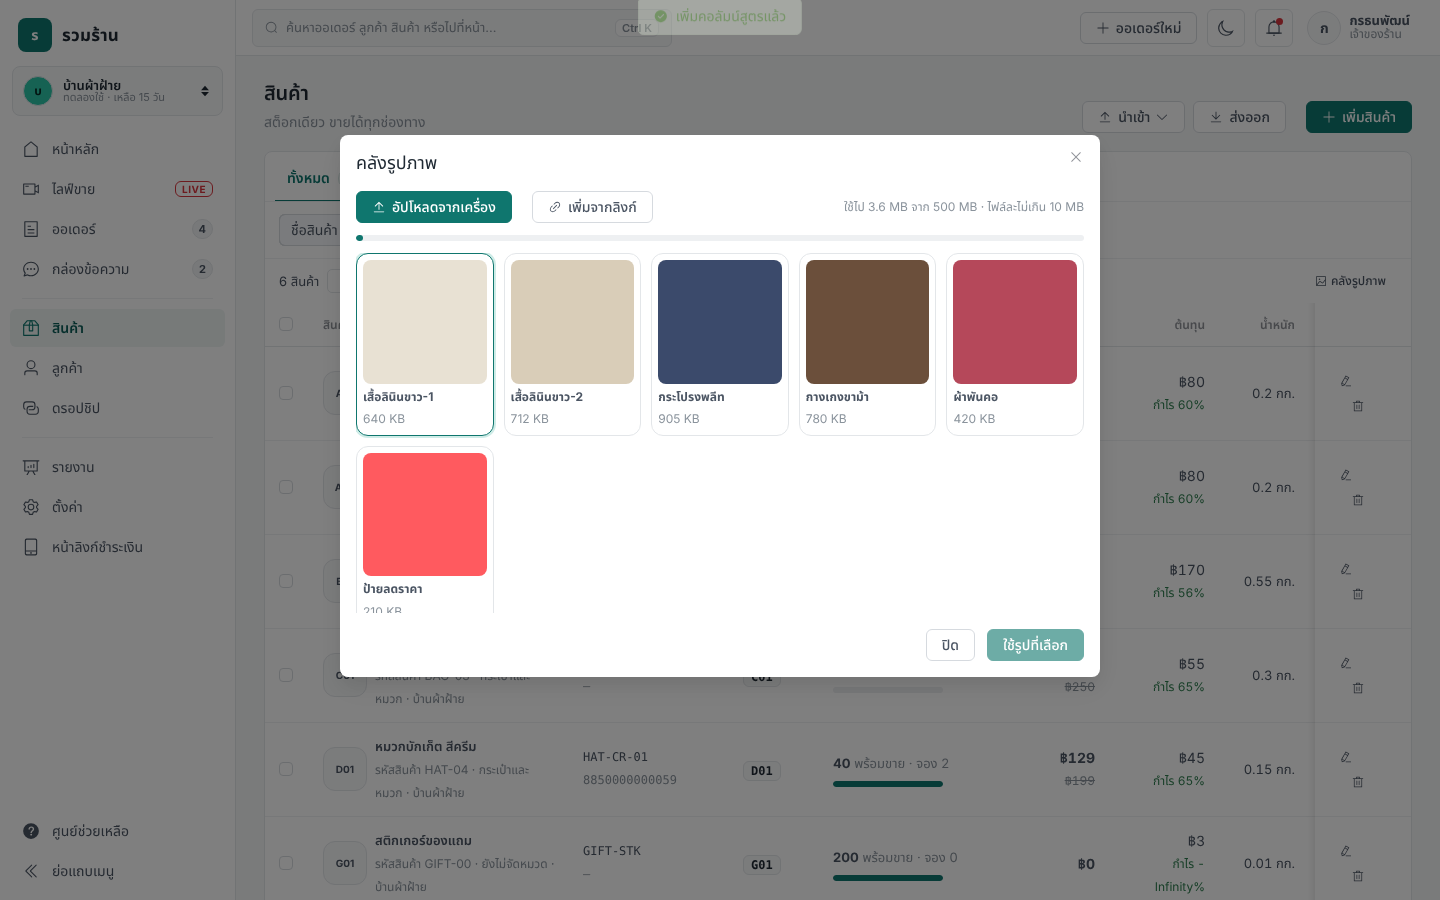 S
รวมร้าน
ค้นหาออเดอร์ ลูกค้า สินค้า หรือไปที่หน้า...
Ctrl K
เพิ่มคอลัมน์สูตรแล้ว
ออเดอร์ใหม่
ก
กรธนพัฒน์
เจ้าของร้าน
บ
บ้านผ้าฝ้าย
ทดลองใช้ · เหลือ 15 วัน
หน้าหลัก
ไลฟ์ขาย
LIVE
ออเดอร์
4
กล่องข้อความ
2
สินค้า
ลูกค้า
ดรอปชิป
รายงาน
ตั้งค่า
หน้าลิงก์ชำระเงิน
ศูนย์ช่วยเหลือ
ย่อแถบเมนู
สินค้า
สต็อกเดียว ขายได้ทุกช่องทาง
นำเข้า
ส่งออก
เพิ่มสินค้า
ทั้งหมด
ชื่อสินค้า
6 สินค้า
คลังรูปภาพ
ต้นทุน
น้ำหนัก
คลังรูปภาพ
อัปโหลดจากเครื่อง
เพิ่มจากลิงก์
ใช้ไป 3.6 MB จาก 500 MB · ไฟล์ละไม่เกิน 10 MB
เสื้อลินินขาว-1
640 KB
เสื้อลินินขาว-2
712 KB
กระโปรงพลีท
905 KB
กางเกงขาม้า
780 KB
ผ้าพันคอ
420 KB
ป้ายลดราคา
210 KB
ปิด
ใช้รูปที่เลือก
฿80
กำไร 60%
0.2 กก.
฿80
กำไร 60%
0.2 กก.
฿170
กำไร 56%
0.55 กก.
หมวก · บ้านผ้าฝ้าย
–
C01
฿250
฿55
กำไร 65%
0.3 กก.
D01
หมวกบักเก็ต สีครีม
รหัสสินค้า HAT-04 · กระเป๋าและ
หมวก · บ้านผ้าฝ้าย
HAT-CR-01
8850000000059
D01
40 พร้อมขาย · จอง 2
฿129
฿199
฿45
กำไร 65%
0.15 กก.
G01
สติกเกอร์ของแถม
รหัสสินค้า GIFT-00 · ยังไม่จัดหมวด ·
บ้านผ้าฝ้าย
GIFT-STK
–
G01
200 พร้อมขาย · จอง 0
฿0
฿3
กำไร -
Infinity%
0.01 กก.